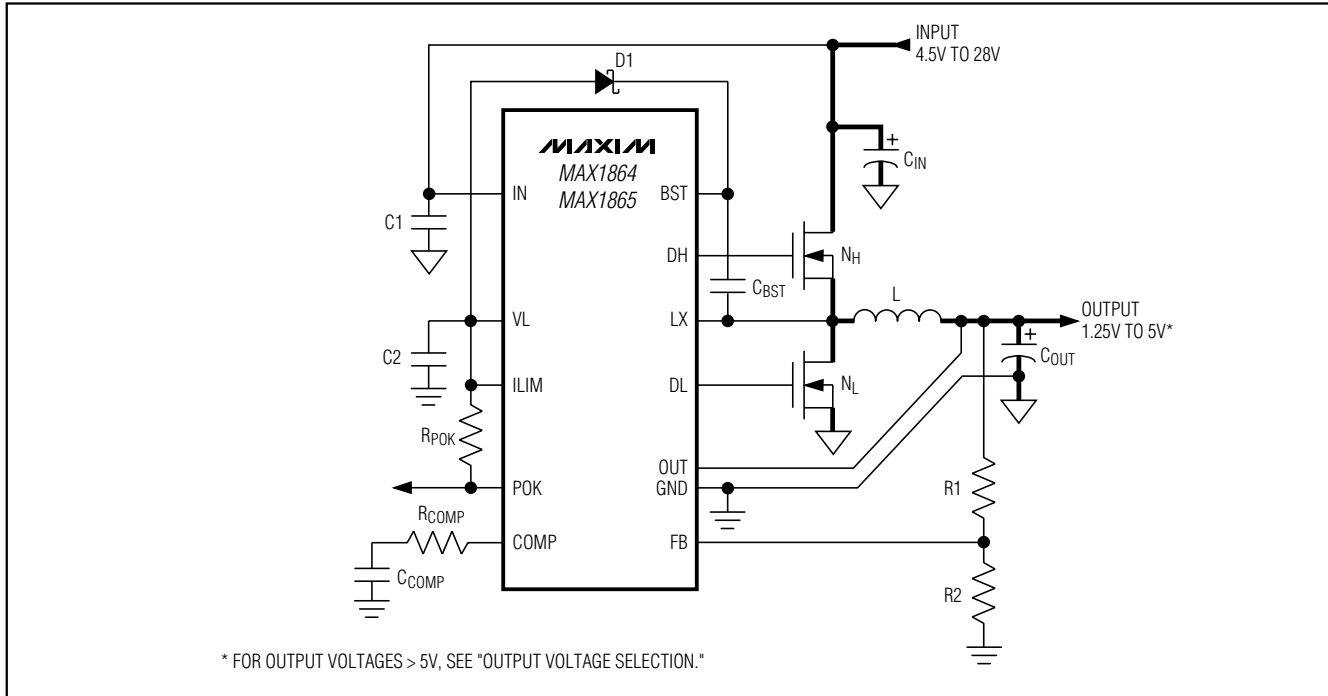 INPUT
4.5V TO 28V
D1
+
CIN
MAXIM
MAX1864
MAX1865
IN
BST
C1
DH
NH
CBST
L
VL
LX
OUTPUT
1.25V TO 5V*
+
COUT
C2
ILIM
DL
NL
RPOK
OUT
POK
GND
R1
RCOMP
COMP
FB
CCOMP
R2
* FOR OUTPUT VOLTAGES > 5V, SEE "OUTPUT VOLTAGE SELECTION."